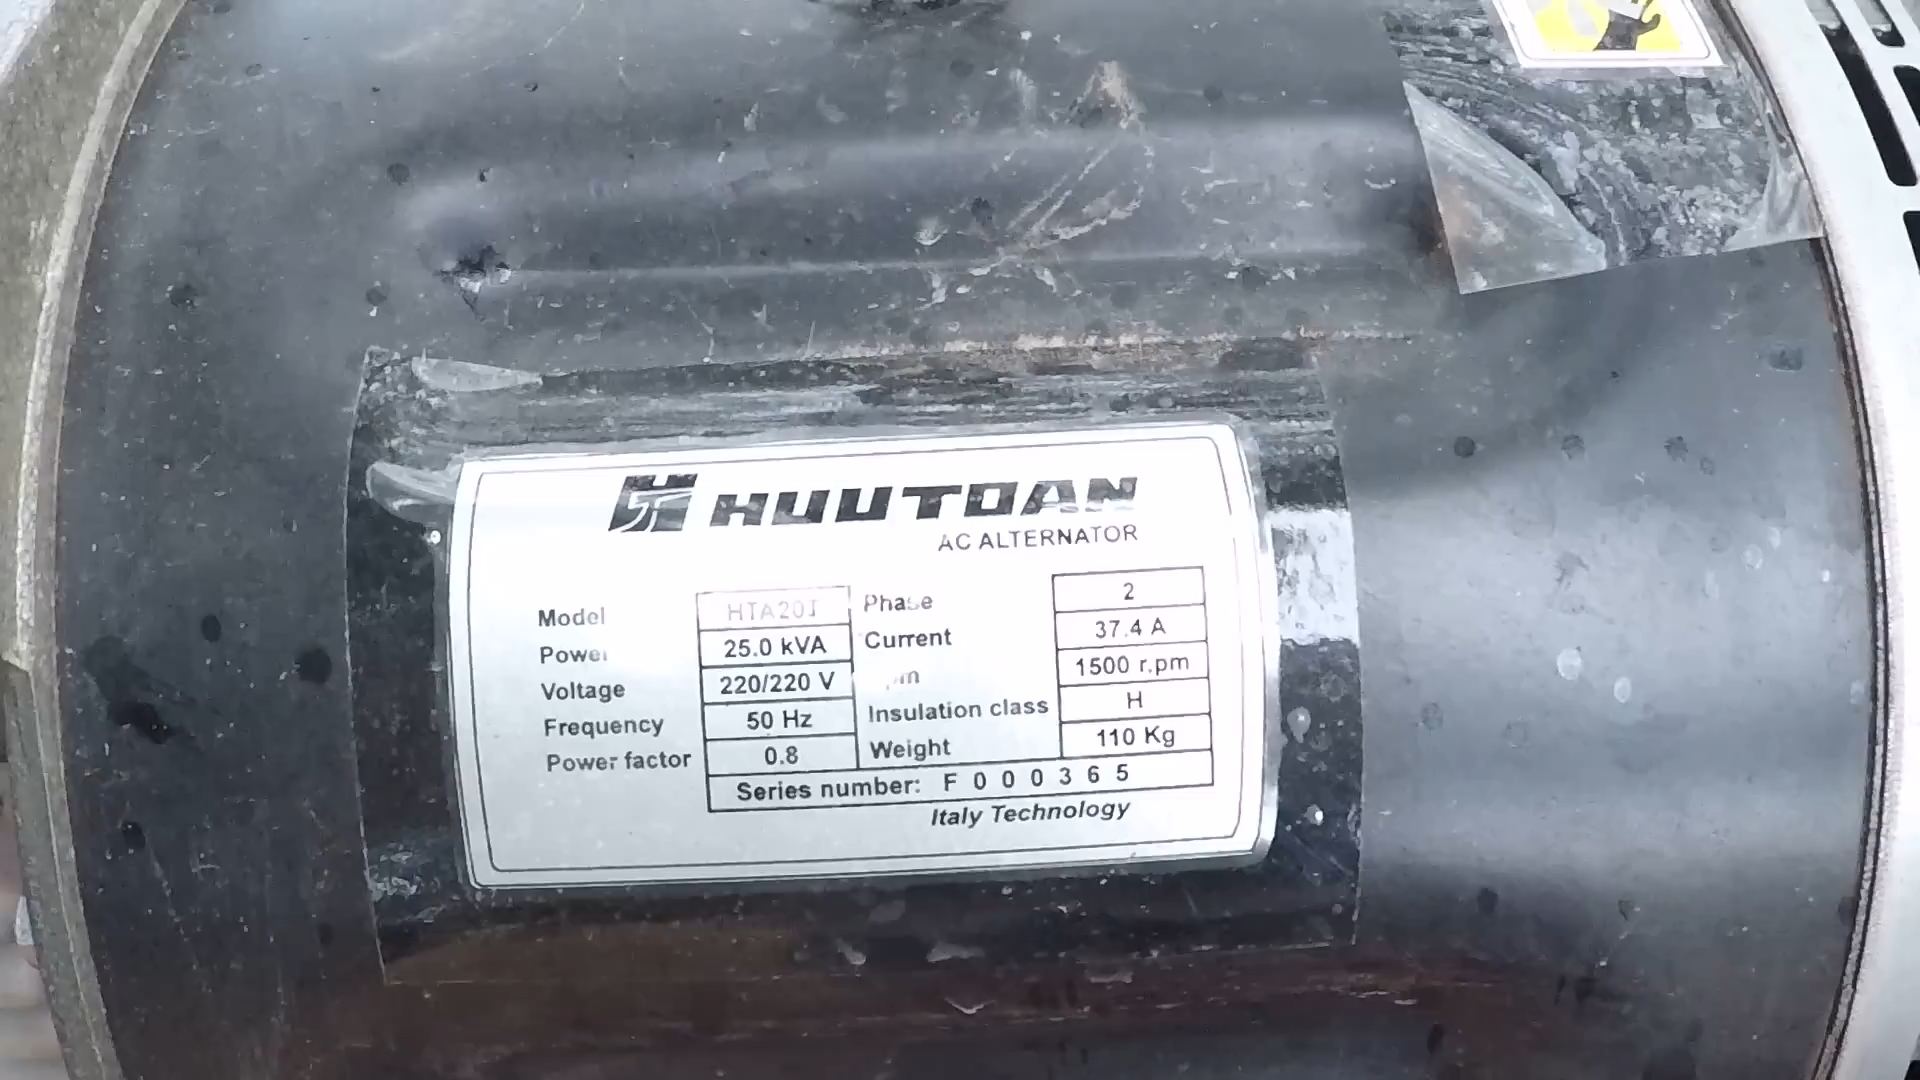 HUUTOAN
AC ALTERNATOR
Model HTA20J Phase 2
Power 25.0 kVA Current 37.4 A
Voltage 220/220 V 1500 r.pm
Frequency 50 Hz Insulation class H
Power factor 0.8 Weight 110 Kg
Series number: F 0 0 0 3 6 5
Italy Technology